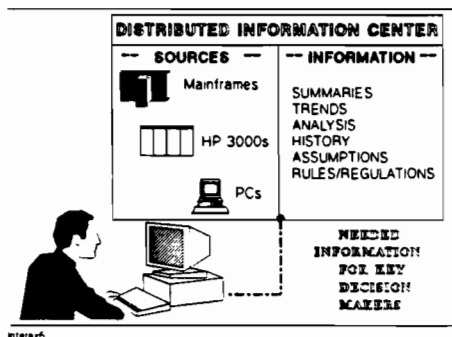 DISTRIBUTED INFORMATION CENTER
-- SOURCES --
-- INFORMATION --
Mainframes
HP 3000s
PCs
SUMMARIES
TRENDS
ANALYSIS
HISTORY
ASSUMPTIONS
RULES/REGULATIONS
NEEDED
INFORMATION
FOR KEY
DECISION
MAKERS